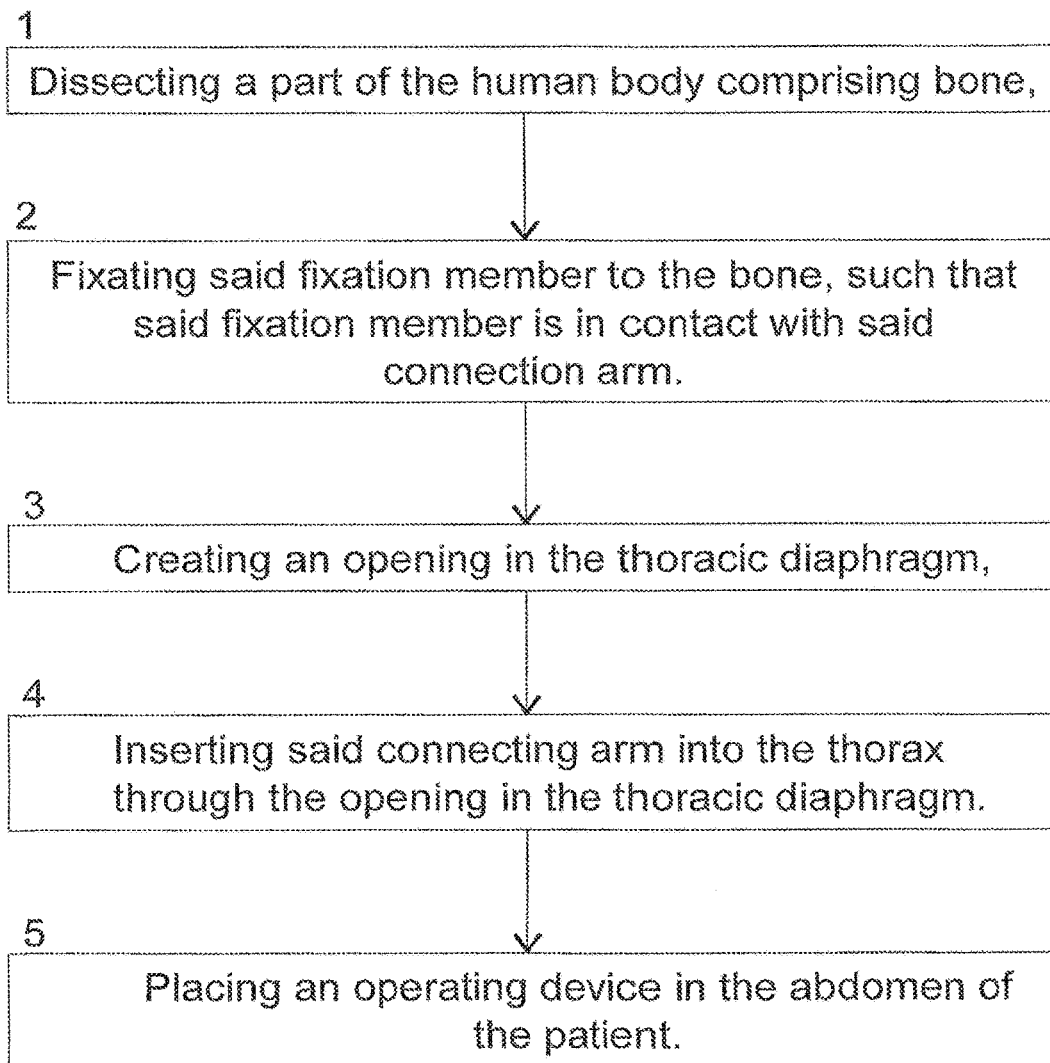 1
Dissecting a part of the human body comprising bone,
2
Fixating said fixation member to the bone, such that
said fixation member is in contact with said
connection arm.
3
Creating an opening in the thoracic diaphragm,
4
Inserting said connecting arm into the thorax
through the opening in the thoracic diaphragm.
5
Placing an operating device in the abdomen of
the patient.